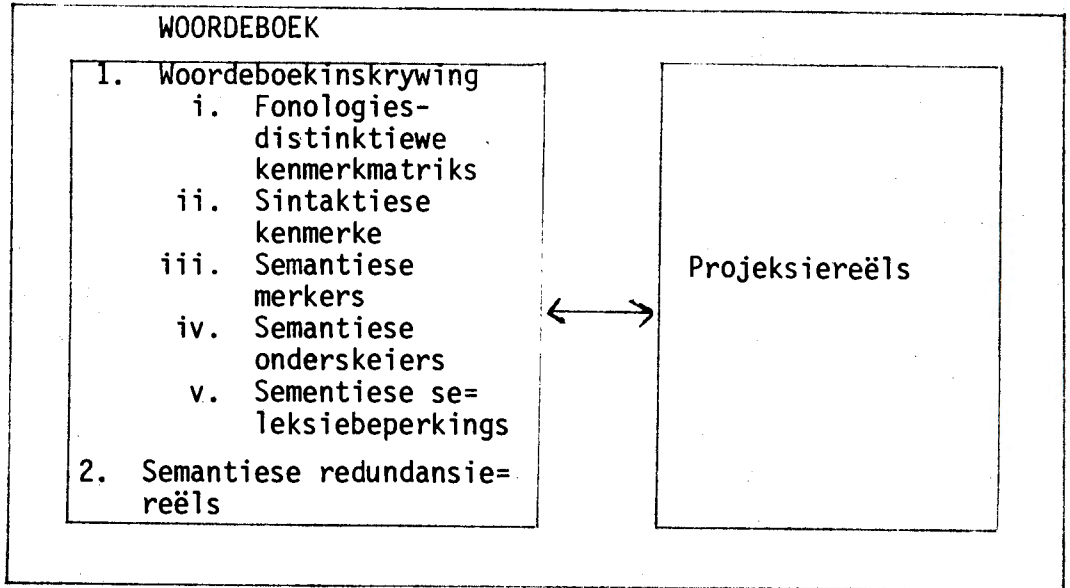 WOORDEBOEK
1. Woordeboekinskrywing
i. Fonologies-
distinktiewe
kenmerkmatriks
ii. Sintaktiese
kenmerke
iii. Semantiese
merkers
iv. Semantiese
onderskeiers
v. Sementiese se=
leksiebeperkings
2. Semantiese redundansie=
reëls
Projeksiereëls